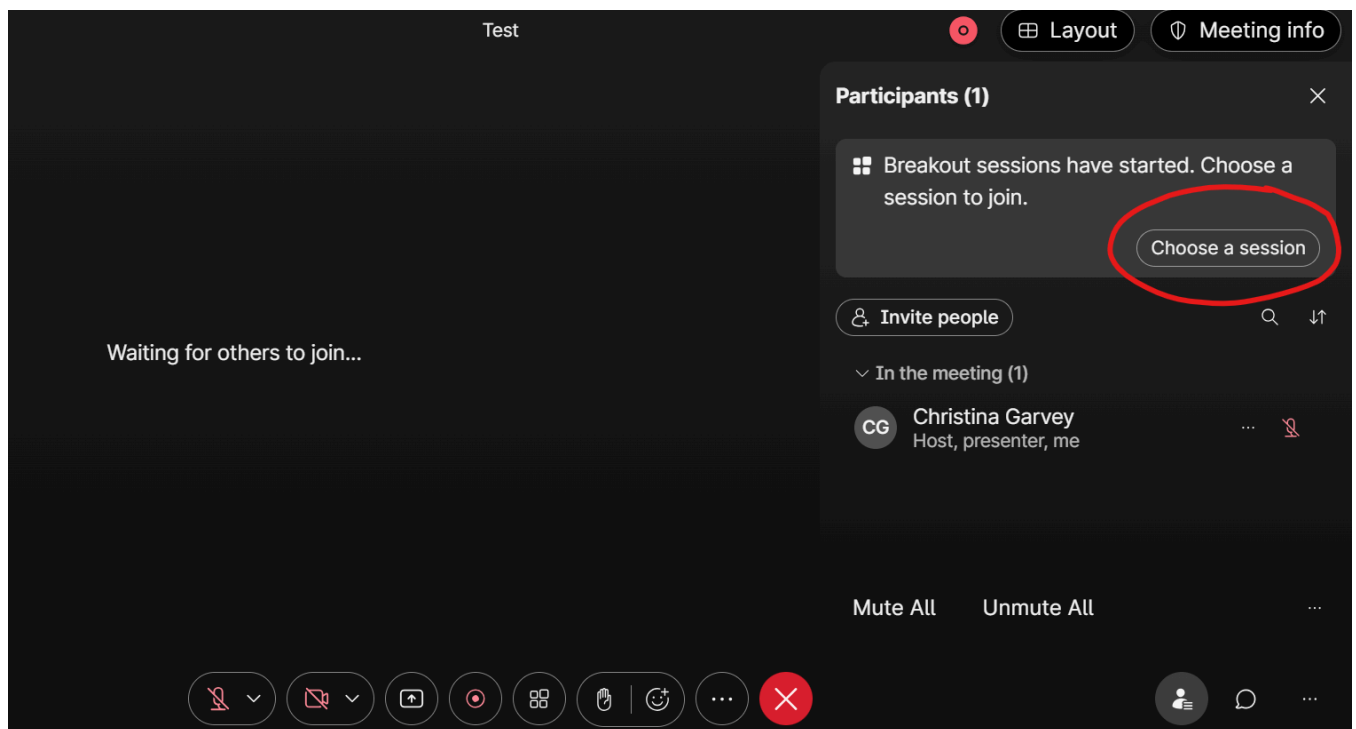 Test
Layout
Meeting info
Participants (1)
Breakout sessions have started. Choose a
session to join.
Choose a session
Invite people
Waiting for others to join...
In the meeting (1)
CG
Christina Garvey
Host, presenter, me
Mute All
Unmute All